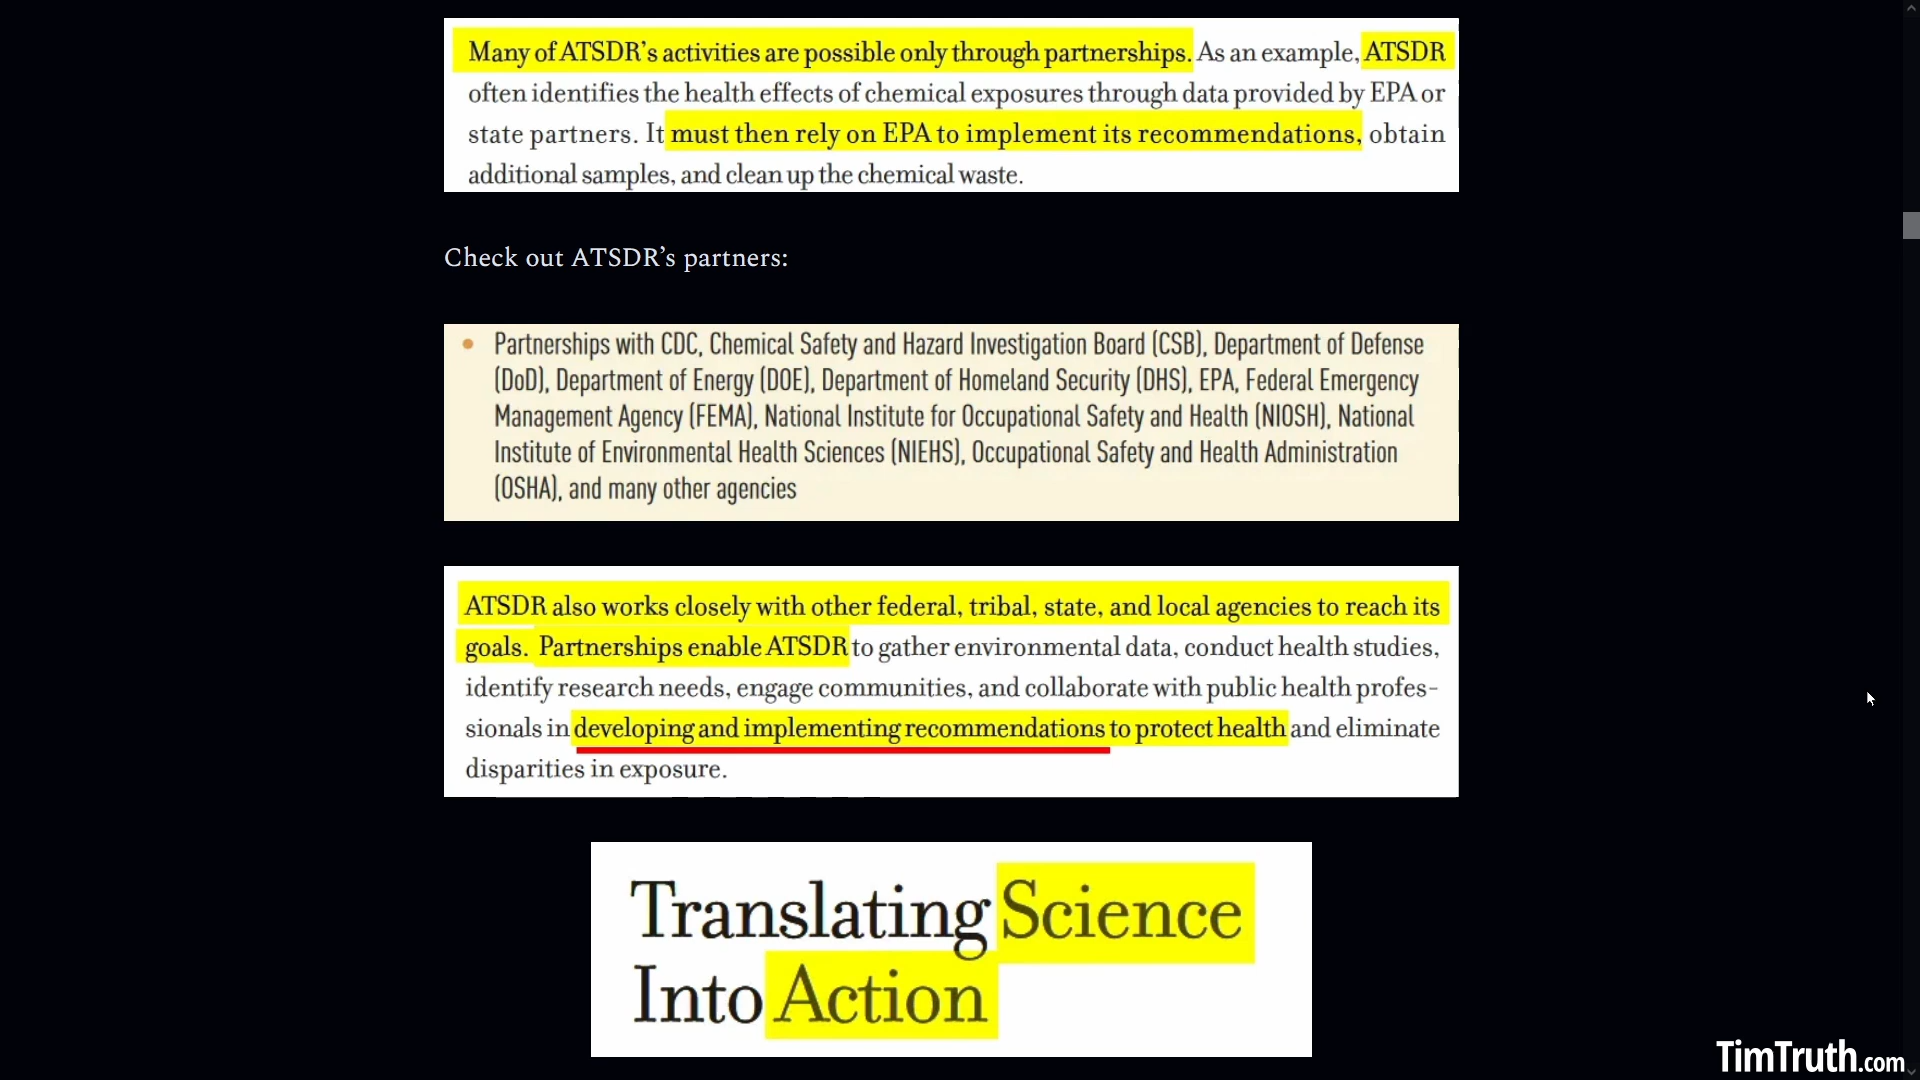 Many of ATSDR’s activities are possible only through partnerships. As an example, ATSDR
often identifies the health effects of chemical exposures through data provided by EPA or
state partners. It must then rely on EPA to implement its recommendations, obtain
additional samples, and clean up the chemical waste.
Check out ATSDR’s partners:
• Partnerships with CDC, Chemical Safety and Hazard Investigation Board (CSB), Department of Defense
(DoD), Department of Energy (DOE), Department of Homeland Security (DHS), EPA, Federal Emergency
Management Agency (FEMA), National Institute for Occupational Safety and Health (NIOSH), National
Institute of Environmental Health Sciences (NIEHS), Occupational Safety and Health Administration
(OSHA), and many other agencies
ATSDR also works closely with other federal, tribal, state, and local agencies to reach its
goals. Partnerships enable ATSDR to gather environmental data, conduct health studies,
identify research needs, engage communities, and collaborate with public health profes-
sionals in developing and implementing recommendations to protect health and eliminate
disparities in exposure.
Translating Science
Into Action
TimTruth.com